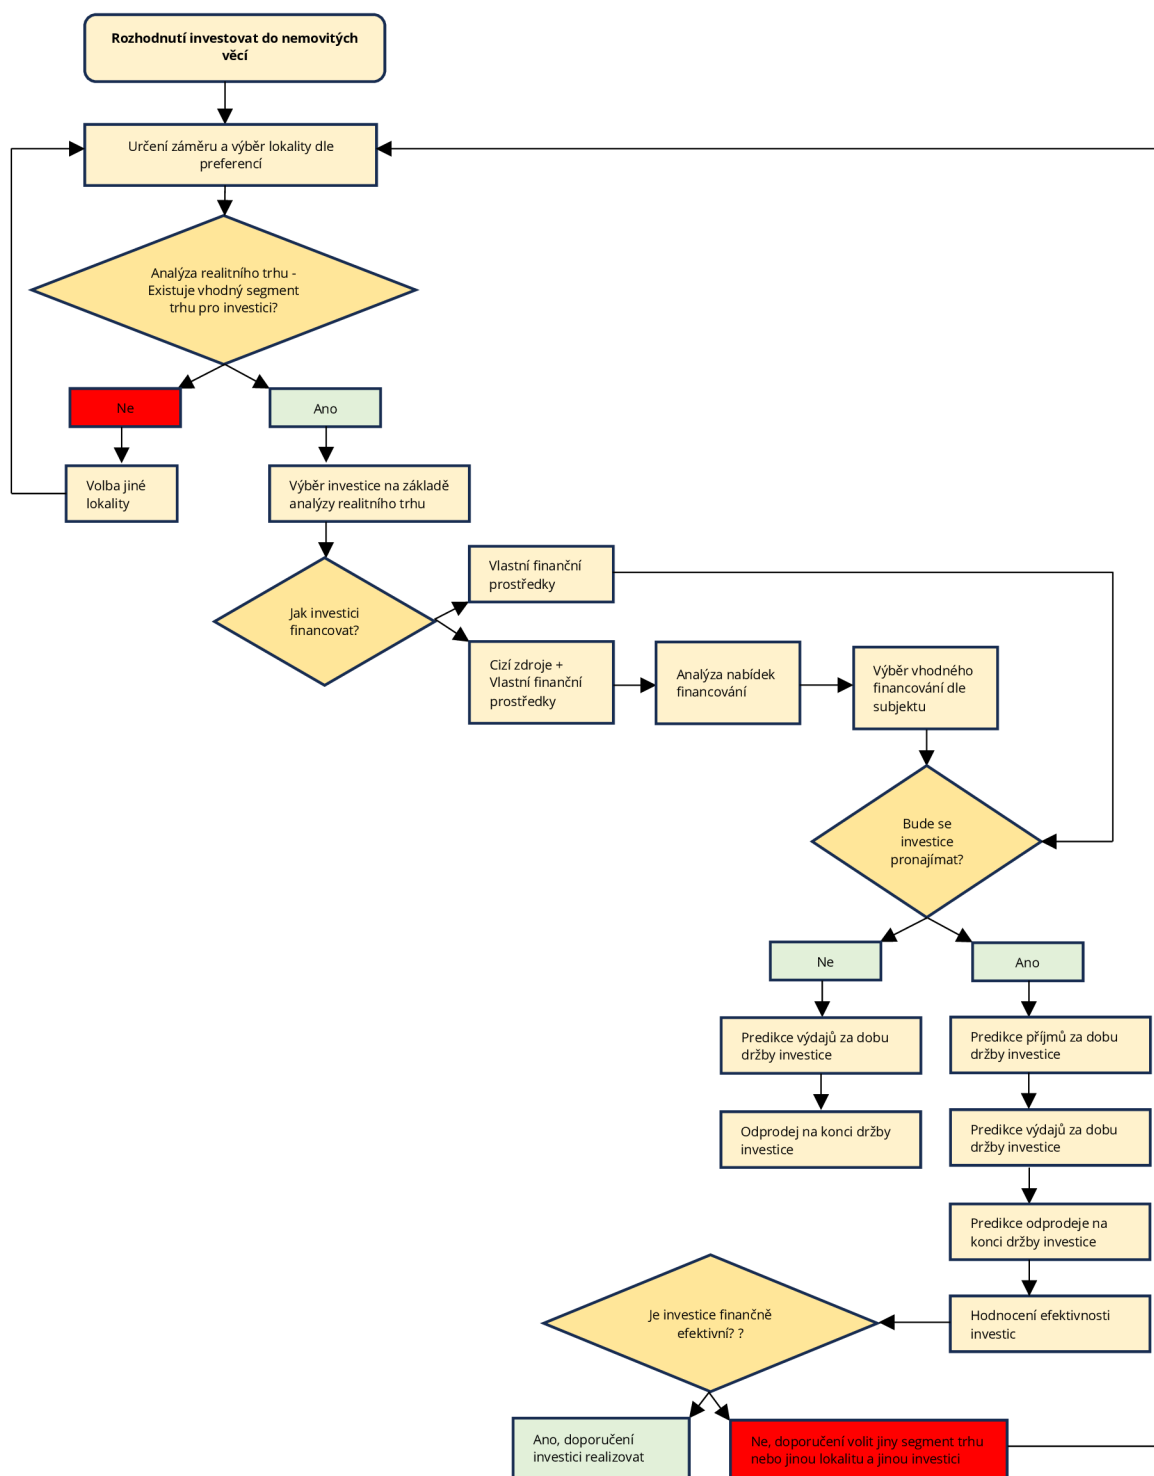 Rozhodnutí investovat do nemovitých
věcí
Určení záměru a výběr lokality dle
preferencí
Analýza realitního trhu -
Existuje vhodný segment
trhu pro investici?
Ne
Ano
Volba jiné
lokality
Výběr investice na základě
analýzy realitního trhu
Jak investici
financovat?
Vlastní finanční
prostředky
Cizí zdroje +
Vlastní finanční
prostředky
Analýza nabídek
financování
Výběr vhodného
financování dle
subjektu
Bude se
investice
pronajímat?
Ne
Ano
Predikce výdajů za dobu
držby investice
Odprodej na konci držby
investice
Predikce příjmů za dobu
držby investice
Predikce výdajů za dobu
držby investice
Predikce odprodeje na
konci držby investice
Hodnocení efektivnosti
investic
Je investice finančně
efektivní? ?
Ano, doporučení
investici realizovat
Ne, doporučení volit jiny segment trhu
nebo jinou lokalitu a jinou investici